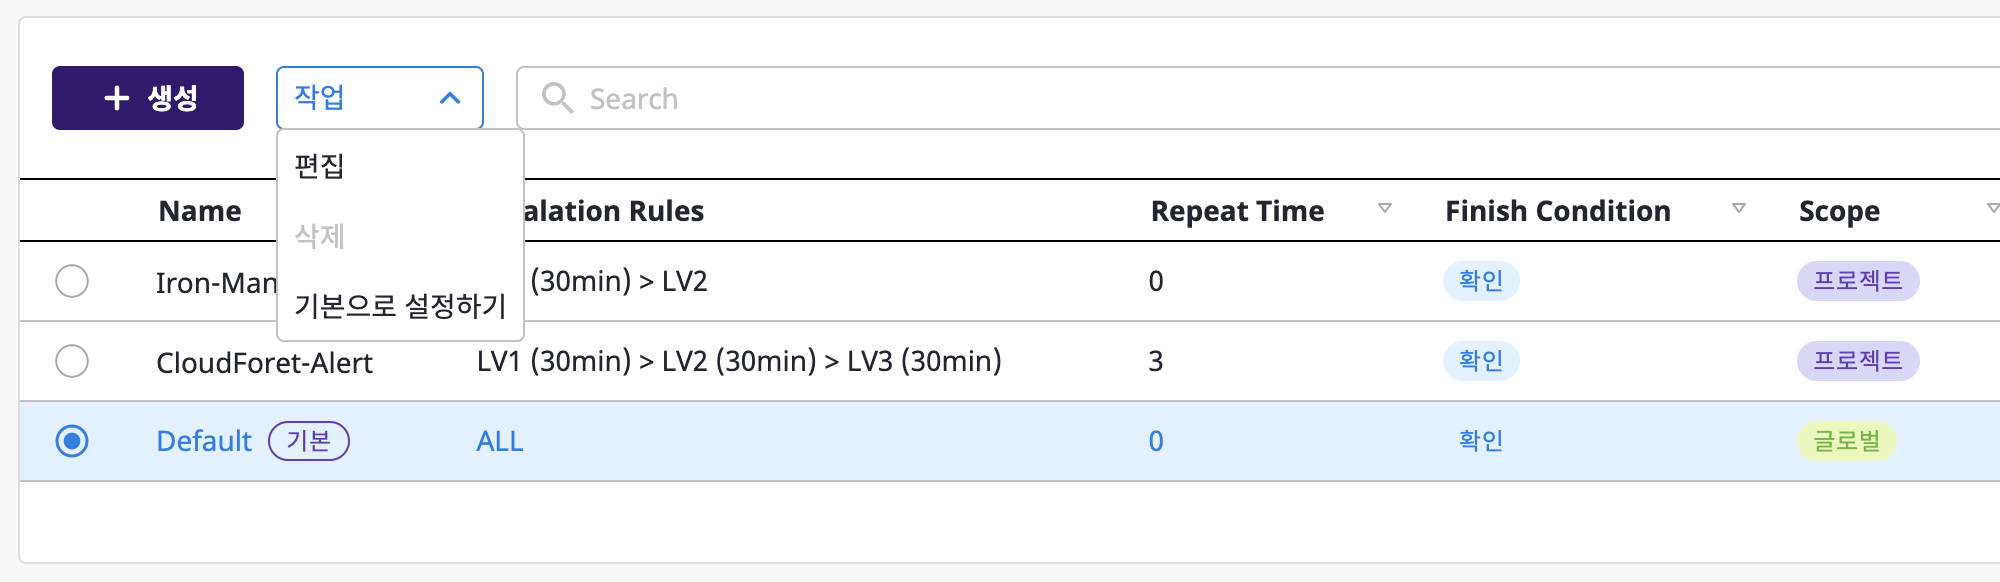 + 생성 작업 Search
편집
삭제
기본으로 설정하기
Name alation Rules Repeat Time Finish Condition Scope
Iron-Man (30min) > LV2 0 확인 프로젝트
CloudForet-Alert LV1 (30min) > LV2 (30min) > LV3 (30min) 3 확인 프로젝트
Default 기본 ALL 0 확인 글로벌